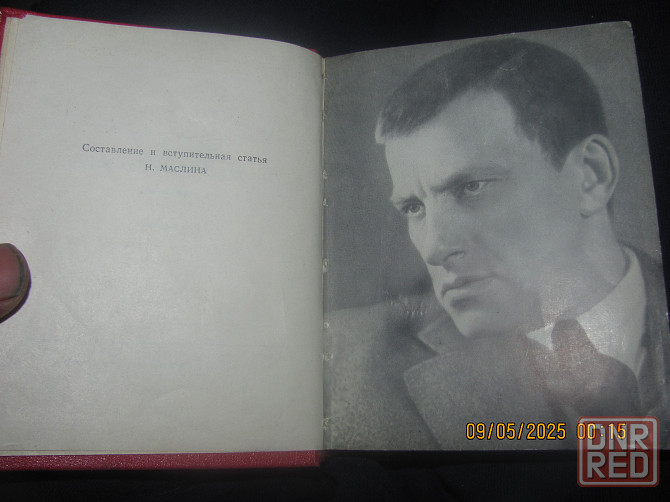 Составление и вступительная статья
Н. МАСЛИНА
09/05/2025 00:15
DNR
RED